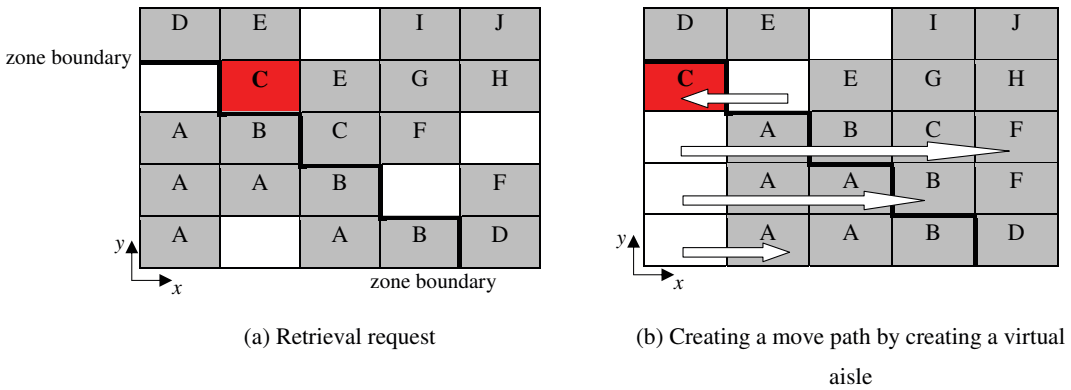 D E I J
zone boundary
C E G H
A B C F
A A B F
A A B D
y
x
zone boundary
(a) Retrieval request
D E I J
C E G H
A B C F
A A B F
A A B D
y
x
(b) Creating a move path by creating a virtual
aisle